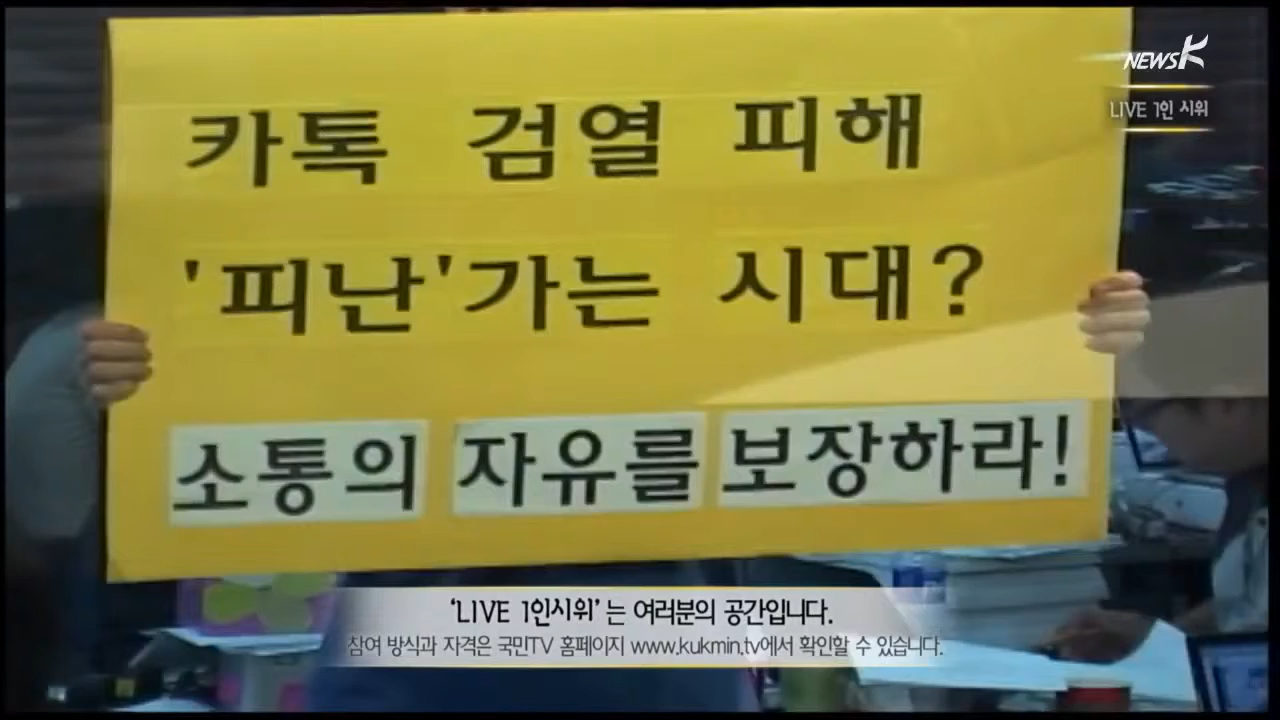 NEWS K
LIVE 1인 시위
카톡 검열 피해
'피난'가는 시대?
소통의 자유를 보장하라!
‘LIVE 1인시위’는 여러분의 공간입니다.
참여 방식과 자격은 국민TV 홈페이지 www.kukmin.tv에서 확인할 수 있습니다.